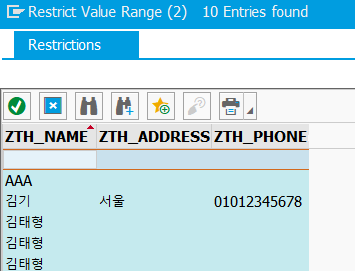 Restrict Value Range (2) 10 Entries found
Restrictions
ZTH_NAME ZTH_ADDRESS ZTH_PHONE
AAA
김기 서울 01012345678
김태형
김태형
김태형